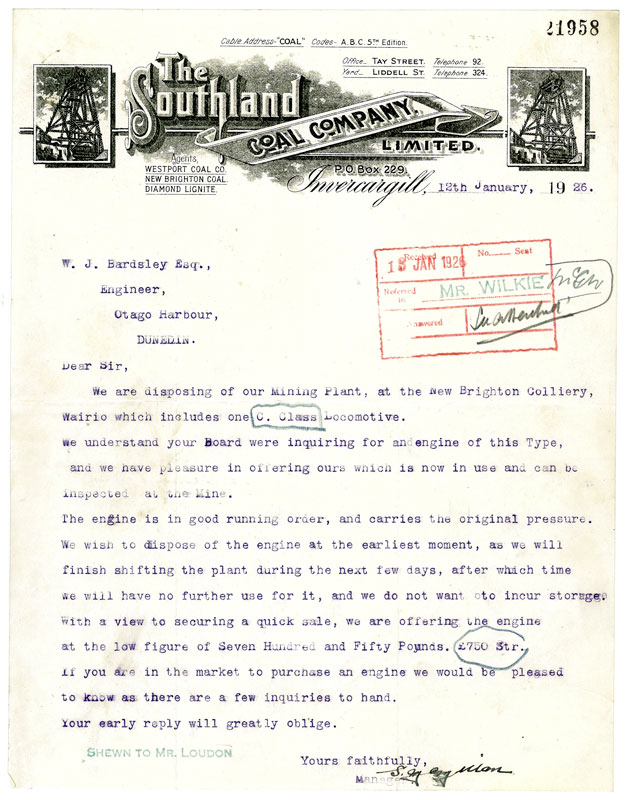 21958
Cable Address- "COAL" Codes- A.B.C. 5TH Edition.
Office_ TAY STREET. Telephone 92.
Yard_ LIDDELL ST. Telephone 324.
The
Southland
COAL COMPANY.
LIMITED.
Agents,
WESTPORT COAL CO.
NEW BRIGHTON COAL.
DIAMOND LIGNITE.
P.O. BOX 229.
Invercargill, 12th January, 1926.
W. J. Bardsley Esq.,
Engineer,
Otago Harbour,
DUNEDIN.
Received No. Seat
JAN 1926
Referred to MR. WILKIE
Answered
Dear Sir,
We are disposing of our Mining Plant, at the New Brighton Colliery,
Wairio which includes one C. Class Locomotive.
We understand your Board were inquiring for andengine of this Type,
and we have pleasure in offering ours which is now in use and can be
inspected at the Mine.
The engine is in good running order, and carries the original pressure.
We wish to dispose of the engine at the earliest moment, as we will
finish shifting the plant during the next few days, after which time
we will have no further use for it, and we do not want oto incur storage.
With a view to securing a quick sale, we are offering the engine
at the low figure of Seven Hundred and Fifty Pounds. £750 Str.
If you are in the market to purchase an engine we would be pleased
to know as there are a few inquiries to hand.
Your early reply will greatly oblige.
SHEWN TO MR. LOUDON
Yours faithfully,
Manager